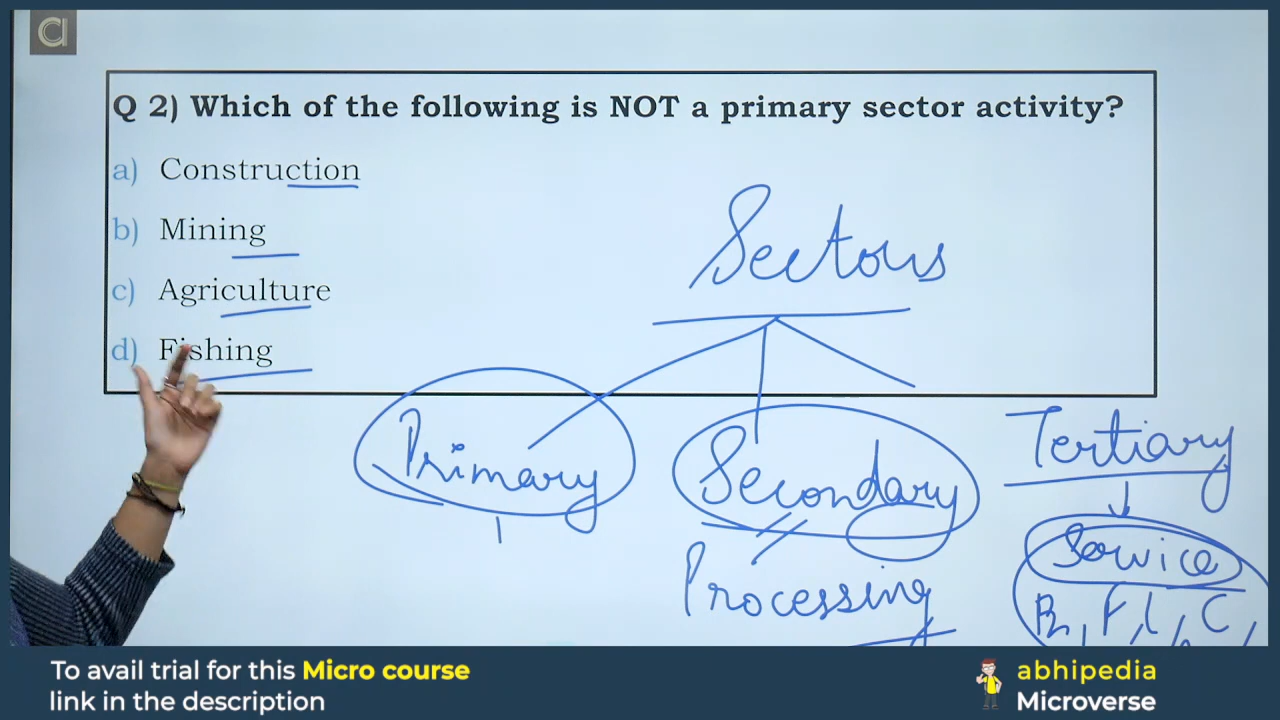 Q 2) Which of the following is NOT a primary sector activity?
a) Construction
b) Mining
c) Agriculture
d) Fishing
Sectors
Primary
Secondary
Tertiary
Processing
Service
To avail trial for this Micro course
link in the description
abhipedia
Microverse